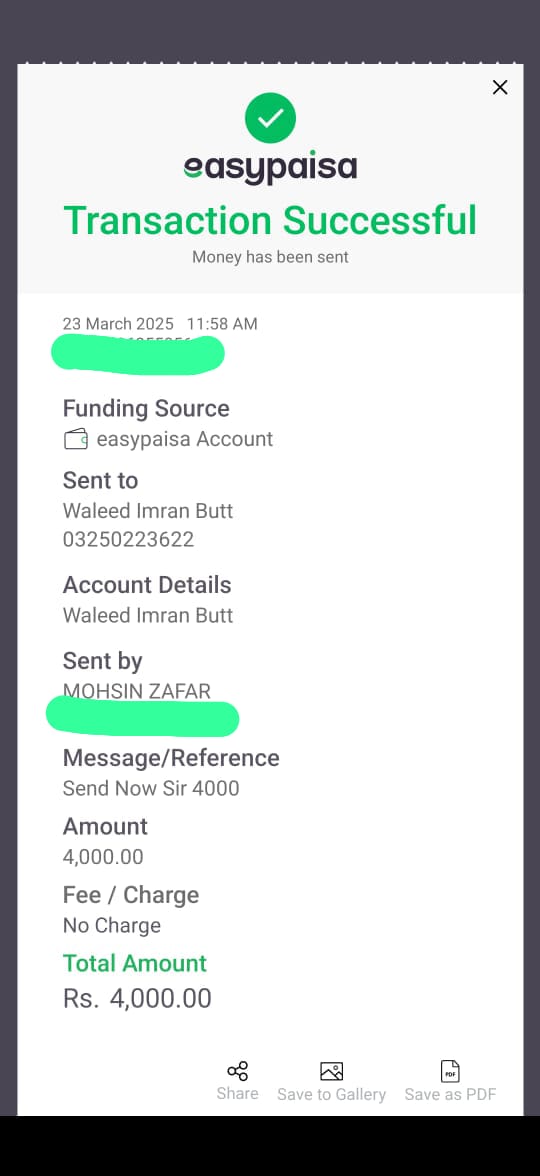 easypaisa
Transaction Successful
Money has been sent
23 March 2025 11:58 AM
Funding Source
easypaisa Account
Sent to
Waleed Imran Butt
03250223622
Account Details
Waleed Imran Butt
Sent by
MOHSIN ZAFAR
Message/Reference
Send Now Sir 4000
Amount
4,000.00
Fee / Charge
No Charge
Total Amount
Rs. 4,000.00
PDF
Share Save to Gallery Save as PDF